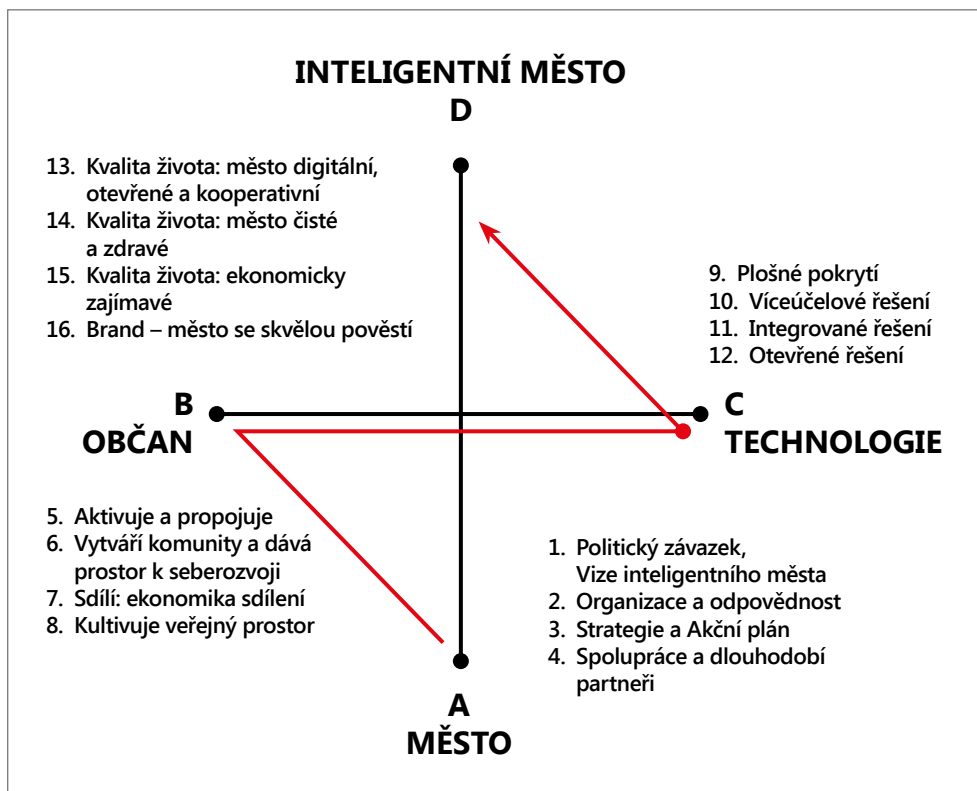 INTELIGENTNÍ MĚSTO
D
13. Kvalita života: město digitální,
otevřené a kooperativní
14. Kvalita života: město čisté
a zdravé
15. Kvalita života: ekonomicky
zajímavé
16. Brand – město se skvělou pověstí
9. Plošné pokrytí
10. Víceúčelové řešení
11. Integrované řešení
12. Otevřené řešení
B
OBČAN
C
TECHNOLOGIE
5. Aktivuje a propojuje
6. Vytváří komunity a dává
prostor k seberozvoji
7. Sdílí: ekonomika sdílení
8. Kultivuje veřejný prostor
1. Politický závazek,
Vize inteligentního města
2. Organizace a odpovědnost
3. Strategie a Akční plán
4. Spolupráce a dlouhodobí
partneři
A
MĚSTO